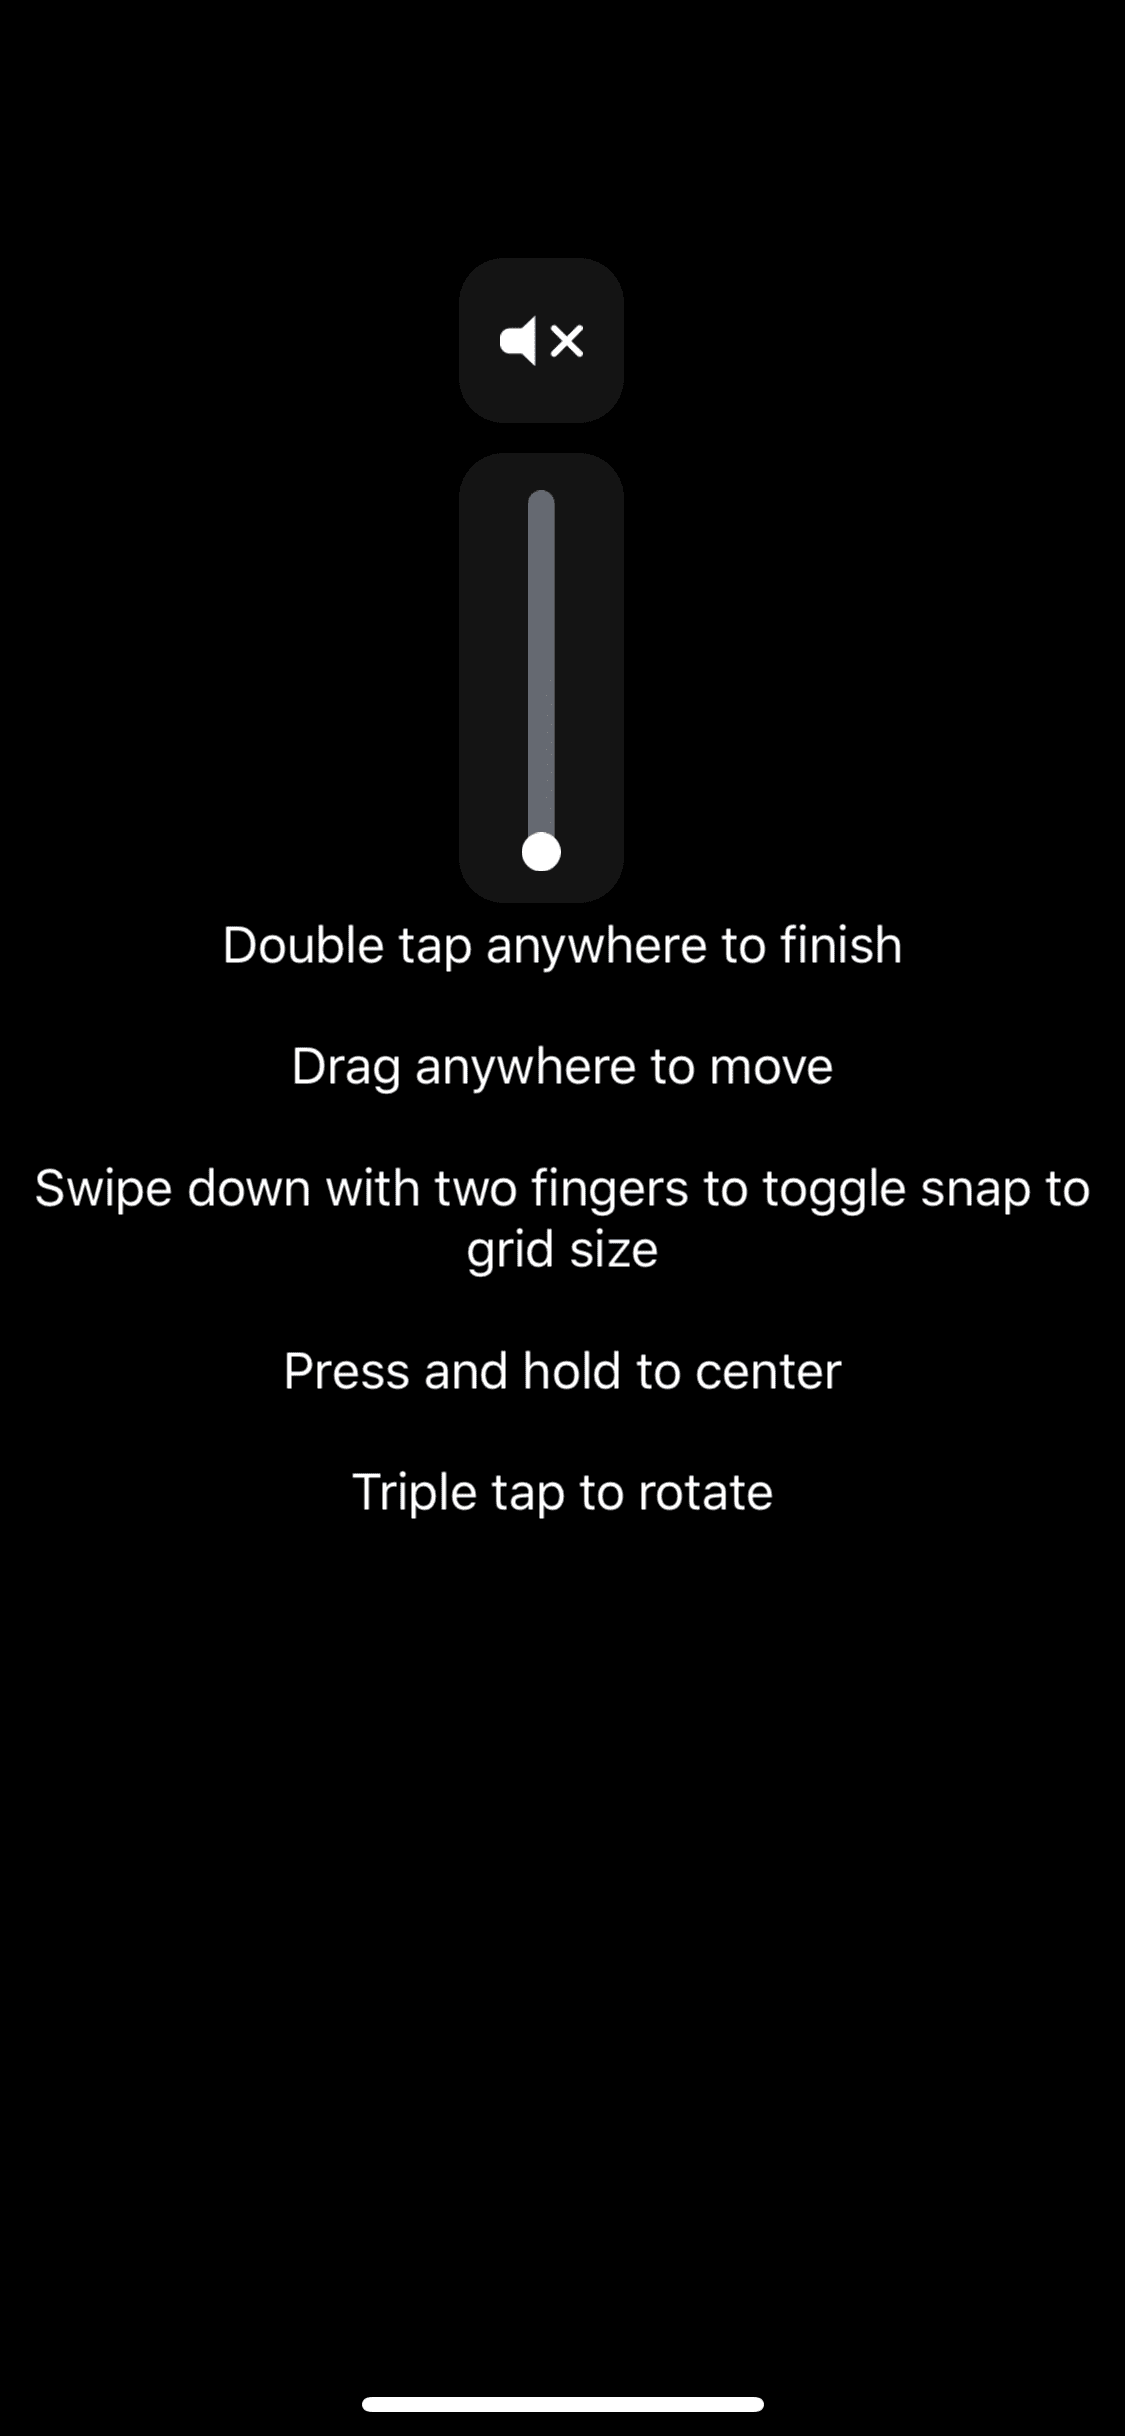 Double tap anywhere to finish
Drag anywhere to move
Swipe down with two fingers to toggle snap to
grid size
Press and hold to center
Triple tap to rotate